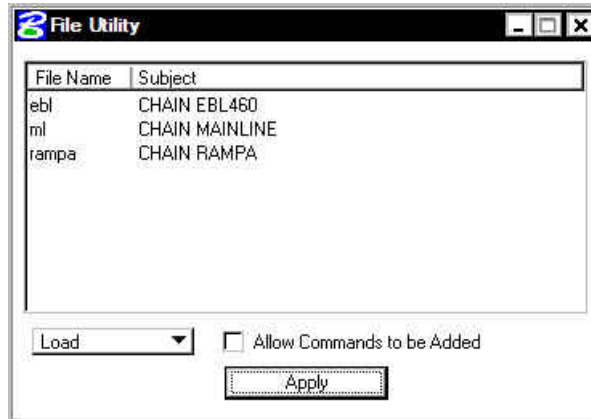 File Utility
File Name Subject
ebl CHAIN EBL460
ml CHAIN MAINLINE
rampa CHAIN RAMPA
Load Allow Commands to be Added
Apply